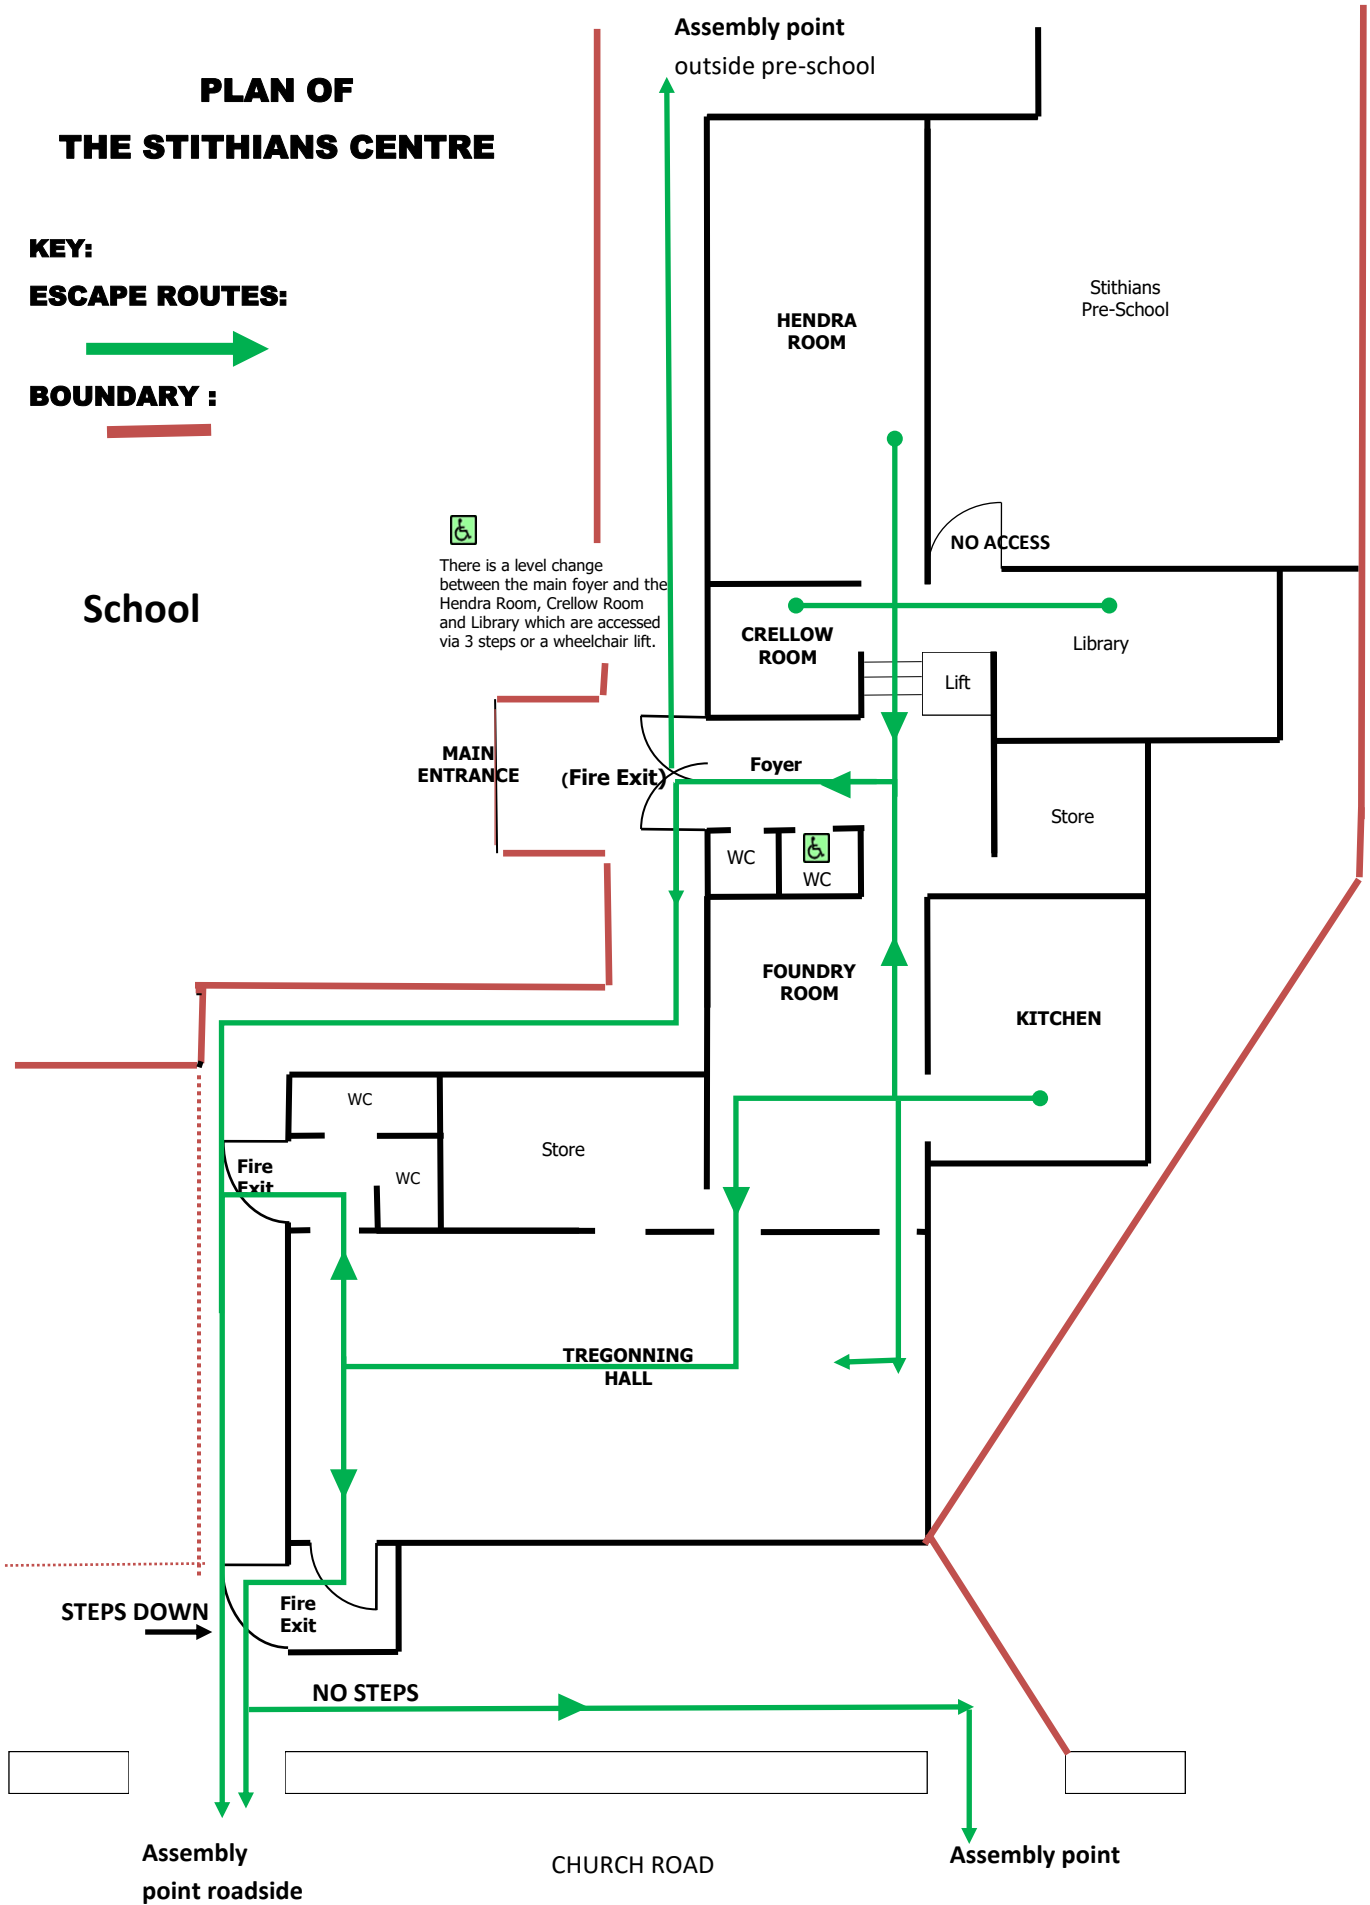 Assembly point
outside pre-school
PLAN OF
THE STITHIANS CENTRE
KEY:
ESCAPE ROUTES:
BOUNDARY :
HENDRA
ROOM
Stithians
Pre-School
NO ACCESS
There is a level change
between the main foyer and the
Hendra Room, Crellow Room
and Library which are accessed
via 3 steps or a wheelchair lift.
School
CRELLOW
ROOM
Library
Lift
MAIN
ENTRANCE
(Fire Exit)
Foyer
Store
WC
WC
FOUNDRY
ROOM
KITCHEN
WC
Store
WC
Fire
Exit
TREGONNING
HALL
STEPS DOWN
Fire
Exit
NO STEPS
Assembly
point roadside
CHURCH ROAD
Assembly point